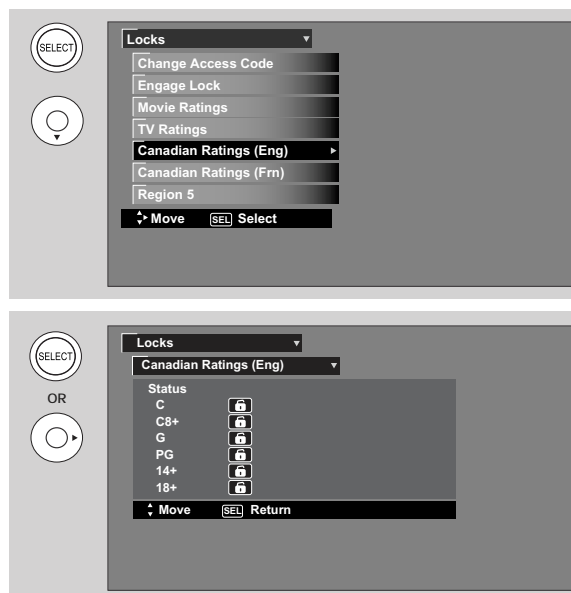 SELECT
Locks
Change Access Code
Engage Lock
Movie Ratings
TV Ratings
Canadian Ratings (Eng)
Canadian Ratings (Frn)
Region 5
Move SEL Select
SELECT
OR
Locks
Canadian Ratings (Eng)
Status
C
C8+
G
PG
14+
18+
Move SEL Return